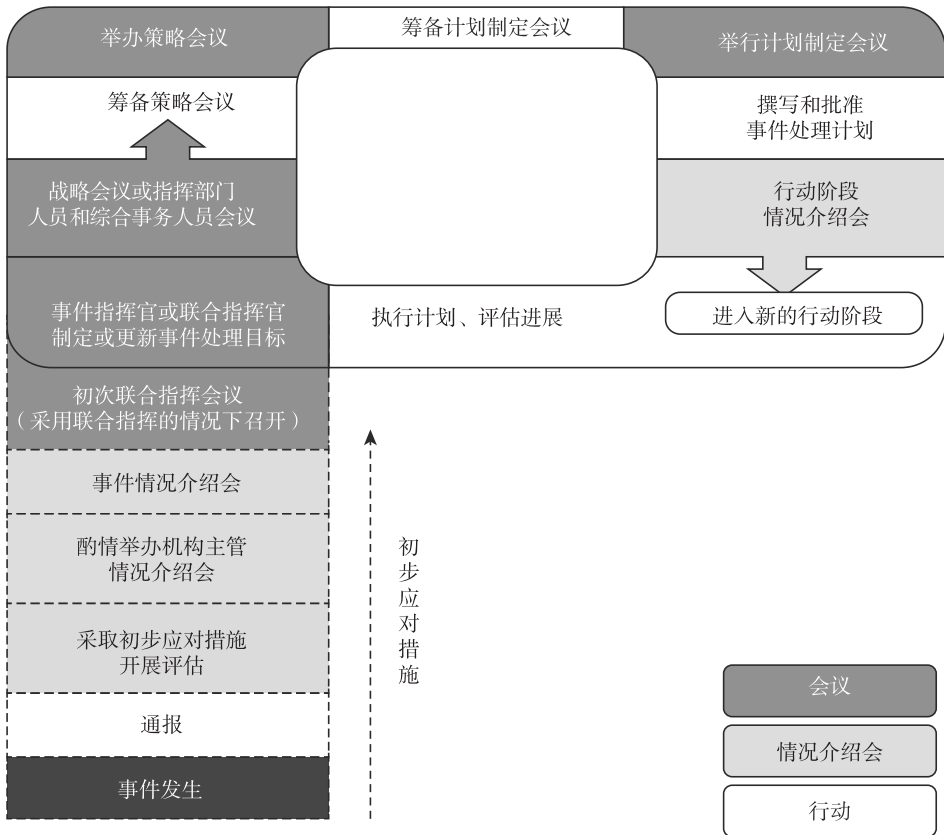 举办策略会议
筹备计划制定会议
举行计划制定会议
筹备策略会议
撰写和批准
事件处理计划
战略会议或指挥部门
人员和综合事务人员会议
行动阶段
情况介绍会
事件指挥官或联合指挥官
制定或更新事件处理目标
执行计划、评估进展
进入新的行动阶段
初次联合指挥会议
（采用联合指挥的情况下召开）
事件情况介绍会
酌情举办机构主管
情况介绍会
采取初步应对措施
开展评估
通报
事件发生
初步应对措施
会议
情况介绍会
行动